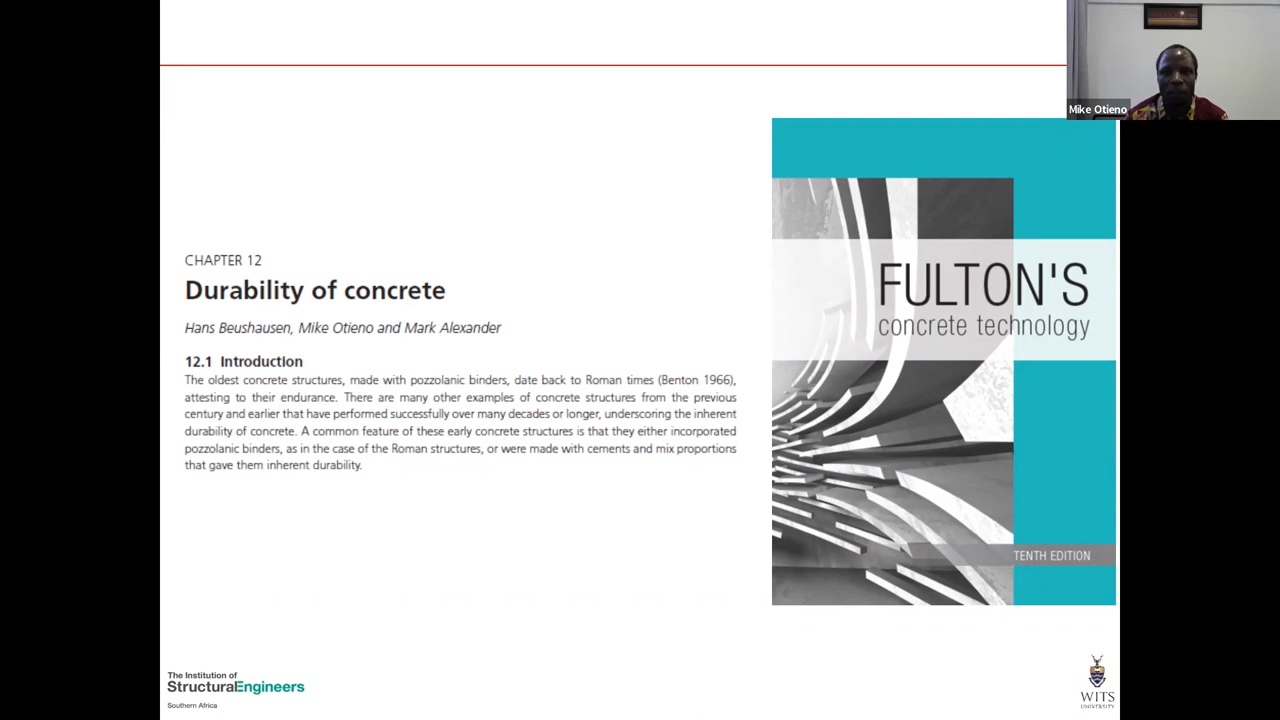 Mike Otieno
CHAPTER 12
Durability of concrete
Hans Beushausen, Mike Otieno and Mark Alexander
12.1 Introduction
The oldest concrete structures, made with pozzolanic binders, date back to Roman times (Benton 1966),
attesting to their endurance. There are many other examples of concrete structures from the previous
century and earlier that have performed successfully over many decades or longer, underscoring the inherent
durability of concrete. A common feature of these early concrete structures is that they either incorporated
pozzolanic binders, as in the case of the Roman structures, or were made with cements and mix proportions
that gave them inherent durability.
FULTON'S
concrete technology
TENTH EDITION
The Institution of
StructuralEngineers
Southern Africa
WITS
UNIVERSITY